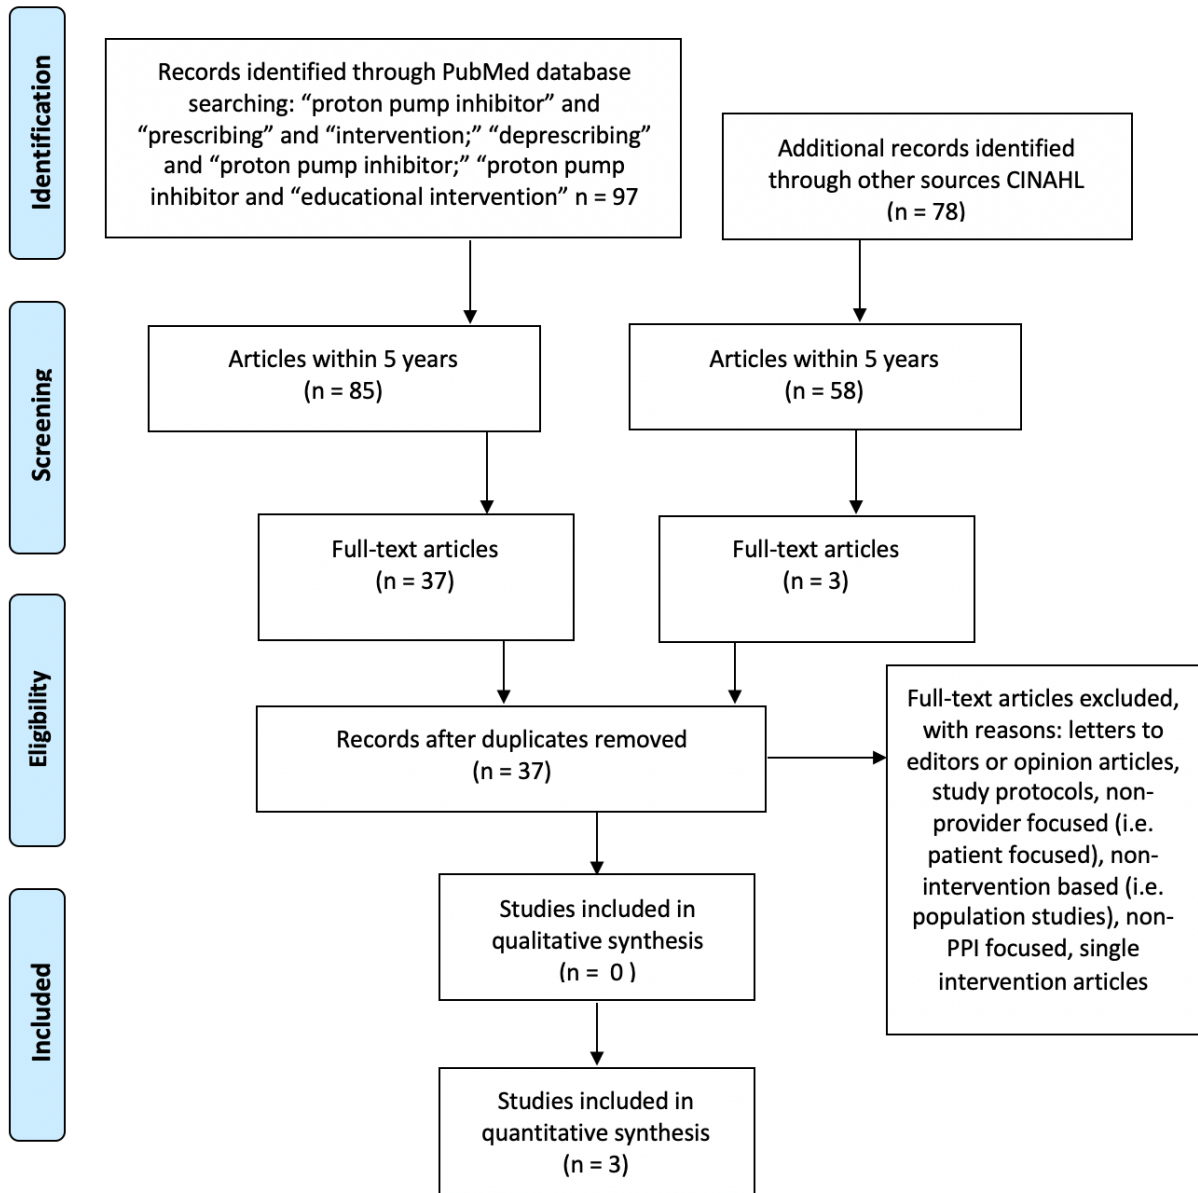 Identification
Records identified through PubMed database
searching: “proton pump inhibitor” and
“prescribing” and “intervention;” “deprescribing”
and “proton pump inhibitor;” “proton pump
inhibitor and “educational intervention” n = 97
Additional records identified
through other sources CINAHL
(n = 78)
Screening
Articles within 5 years
(n = 85)
Articles within 5 years
(n = 58)
Full-text articles
(n = 37)
Full-text articles
(n = 3)
Eligibility
Records after duplicates removed
(n = 37)
Full-text articles excluded,
with reasons: letters to
editors or opinion articles,
study protocols, non-
provider focused (i.e.
patient focused), non-
intervention based (i.e.
population studies), non-
PPI focused, single
intervention articles
Included
Studies included in
qualitative synthesis
(n =  0 )
Studies included in
quantitative synthesis
(n = 3)